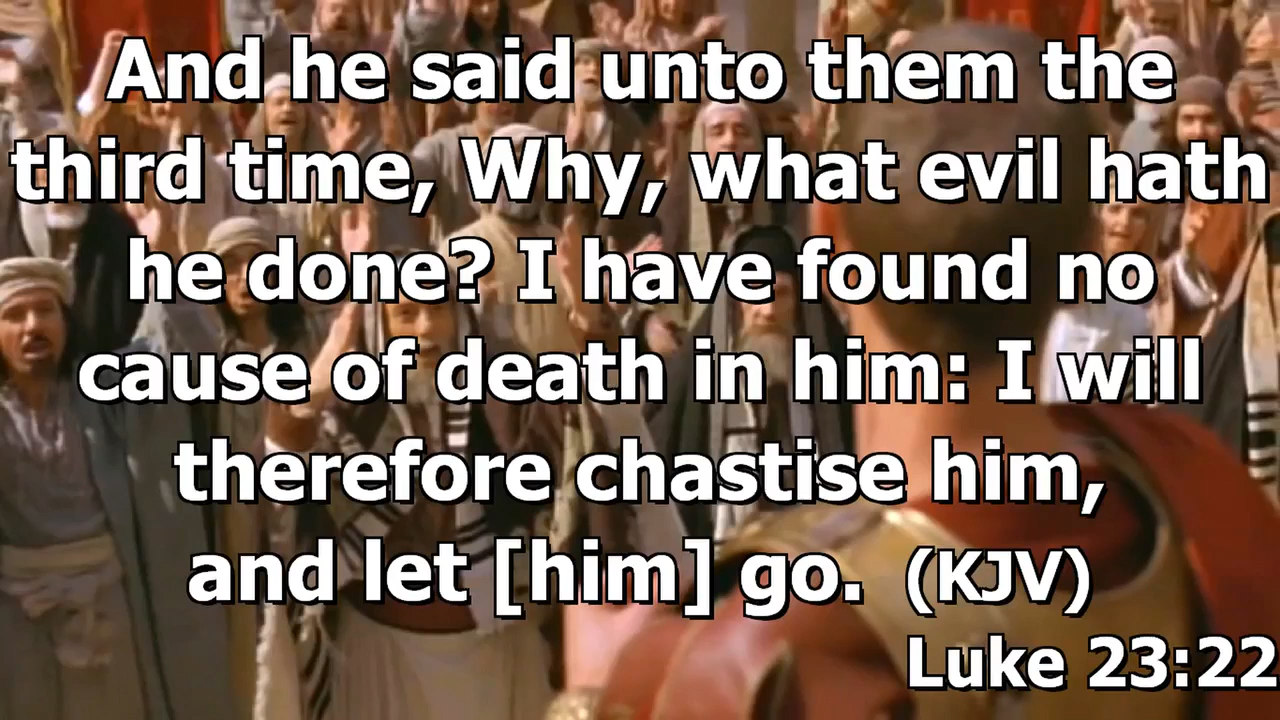 And he said unto them the
third time, Why, what evil hath
he done? I have found no
cause of death in him: I will
therefore chastise him,
and let [him] go. (KJV)
Luke 23:22